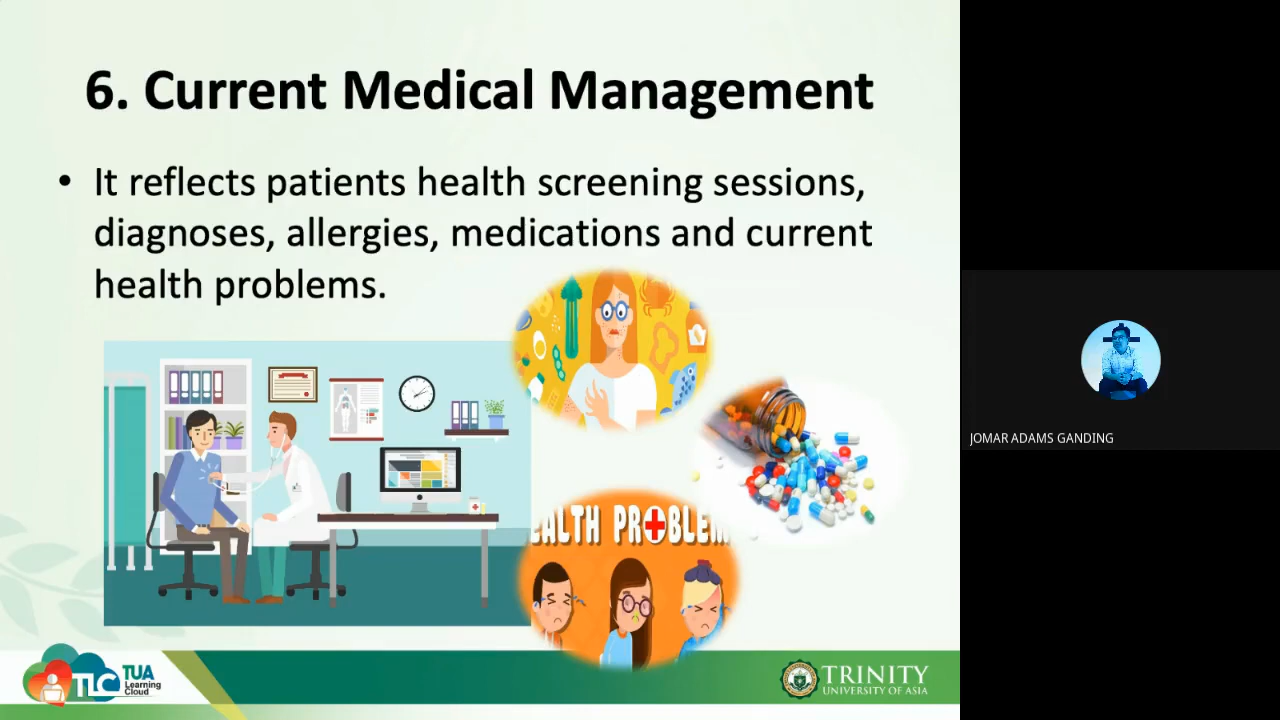 6. Current Medical Management
• It reflects patients health screening sessions,
diagnoses, allergies, medications and current
health problems.
EALTH PROBLEM
JOMAR ADAMS GANDING
TLC TUA
Learning
Cloud
TRINITY
UNIVERSITY OF ASIA